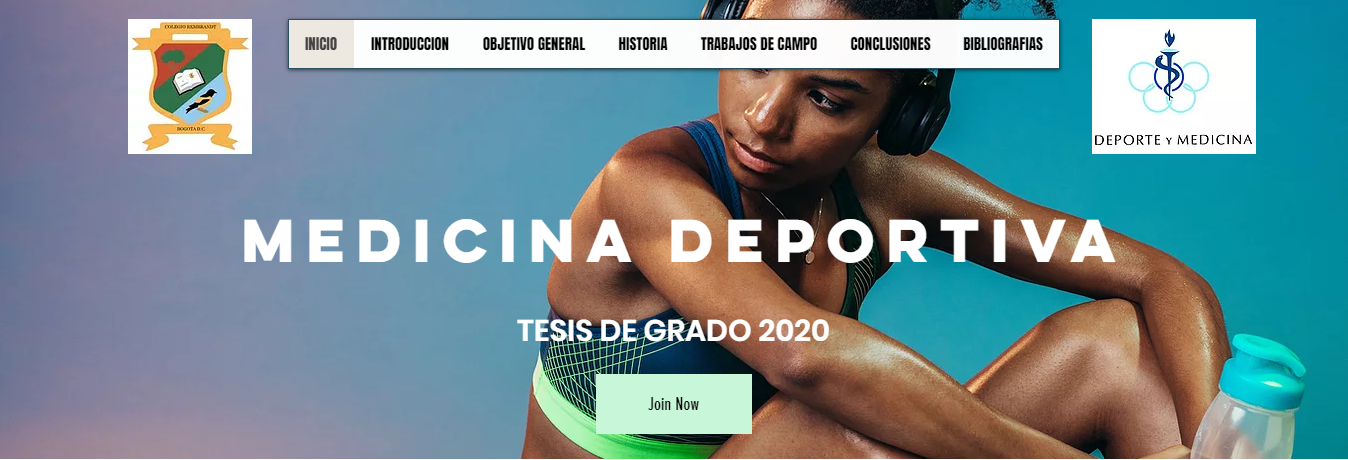 COLEGIO REMBRANDT
BOGOTA D.C
INICIO
INTRODUCCION
OBJETIVO GENERAL
HISTORIA
TRABAJOS DE CAMPO
CONCLUSIONES
BIBLIOGRAFIAS
DEPORTE Y MEDICINA
MEDICINA DEPORTIVA
TESIS DE GRADO 2020
Join Now